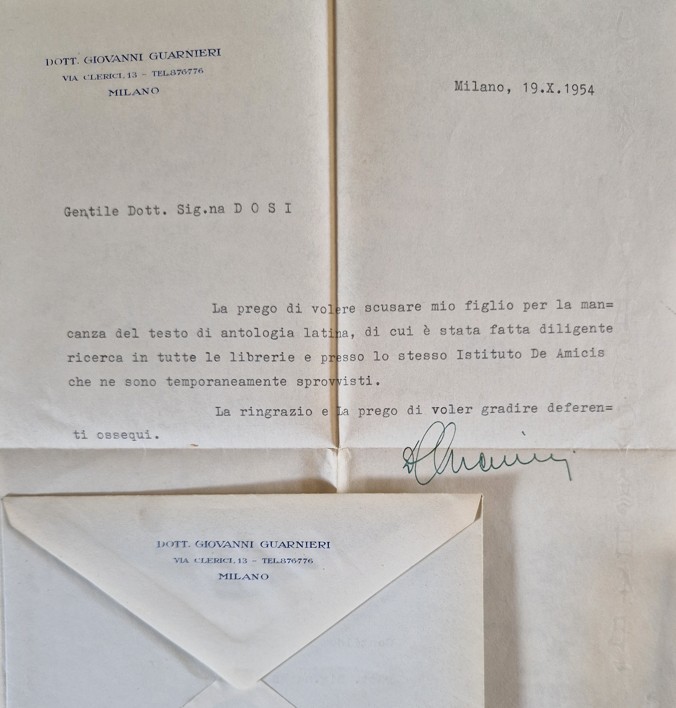 DOTT. GIOVANNI GUARNIERI
VIA CLERICI, 13 - TEL.876776
MILANO
Milano, 19.X.1954
Gentile Dott. Sig.na D O S I
La prego di volere scusare mio figlio per la man=
canza del testo di antologia latina, di cui è stata fatta diligente
ricerca in tutte le librerie e presso lo stesso Istituto De Amicis
che ne sono temporaneamente sprovvisti.
La ringrazio e La prego di voler gradire deferen=
ti ossequi.
DOTT. GIOVANNI GUARNIERI
VIA CLERICI, 13 - TEL.876776
MILANO